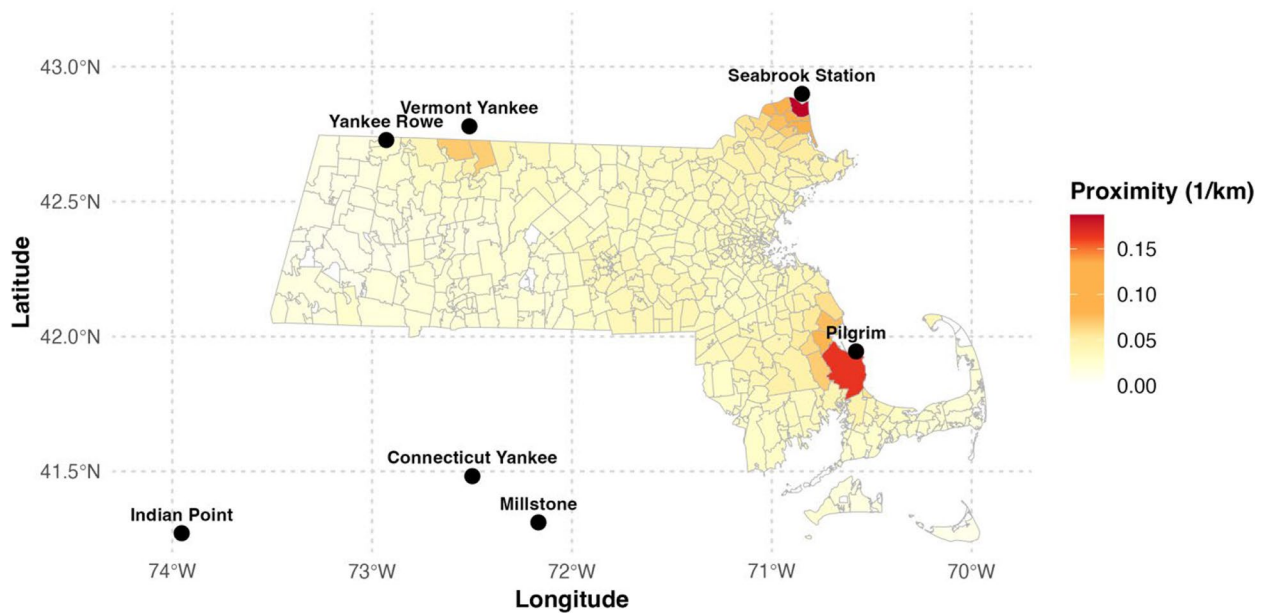 43.0°N
42.5°N
42.0°N
41.5°N
Latitude
Seabrook Station
Vermont Yankee
Yankee Rowe
Pilgrim
Connecticut Yankee
Millstone
Indian Point
74°W 73°W 72°W 71°W 70°W
Longitude
Proximity (1/km)
0.15
0.10
0.05
0.00